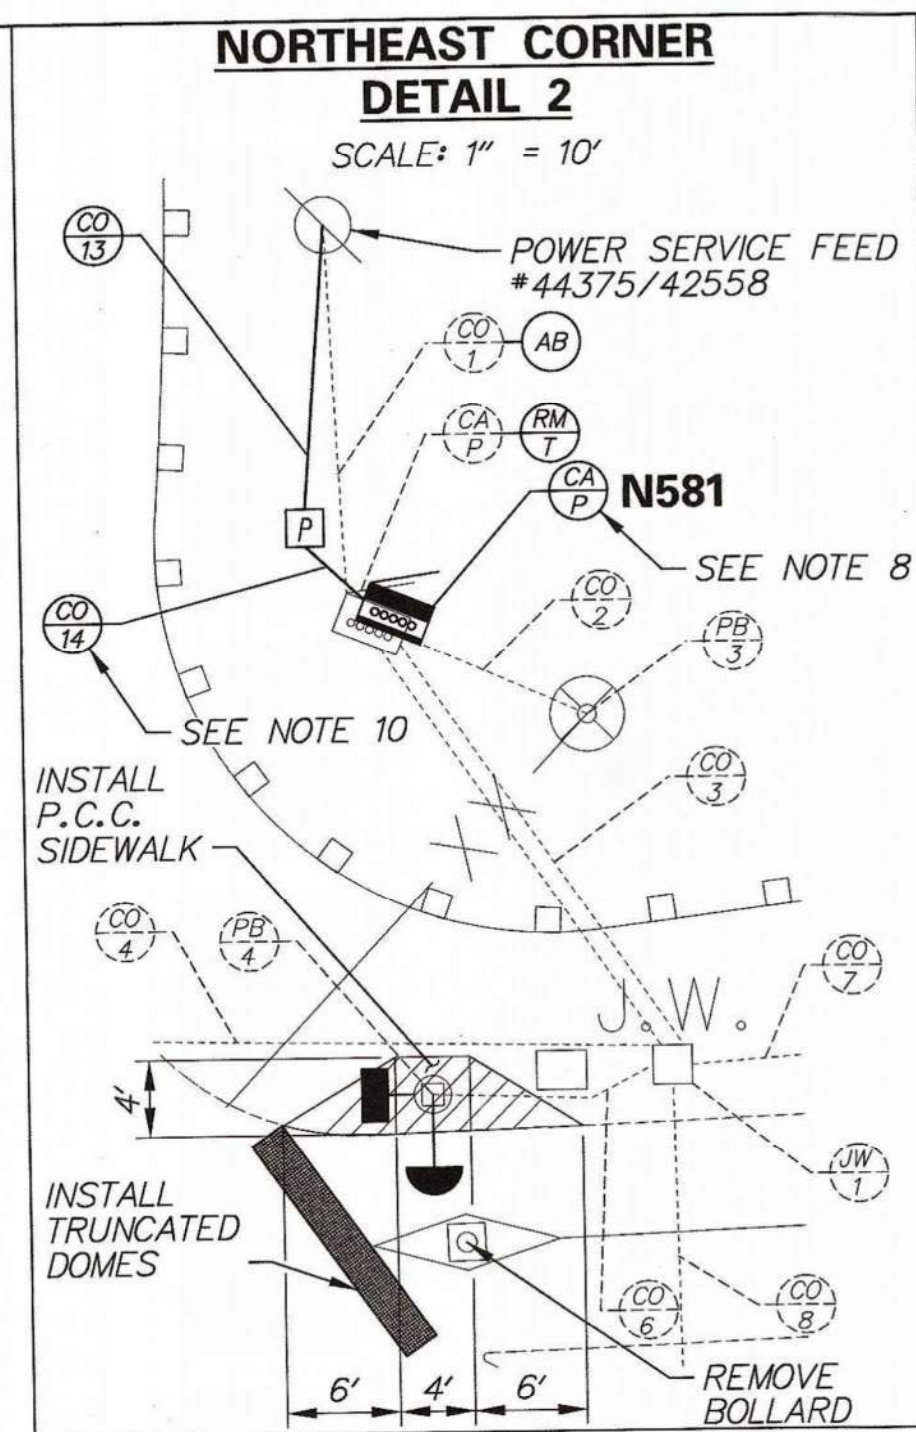 NORTHEAST CORNER
DETAIL 2
SCALE: 1" = 10'
CO
13
POWER SERVICE FEED
#44375/42558
CO
1
AB
CA
P
RM
T
CA
P
N581
P
SEE NOTE 8
CO
14
CO
2
PB
3
SEE NOTE 10
INSTALL
P.C.C.
SIDEWALK
CO
3
CO
4
PB
4
CO
7
J.W.
4'
JW
1
INSTALL
TRUNCATED
DOMES
CO
6
CO
8
6'
4'
6'
REMOVE
BOLLARD